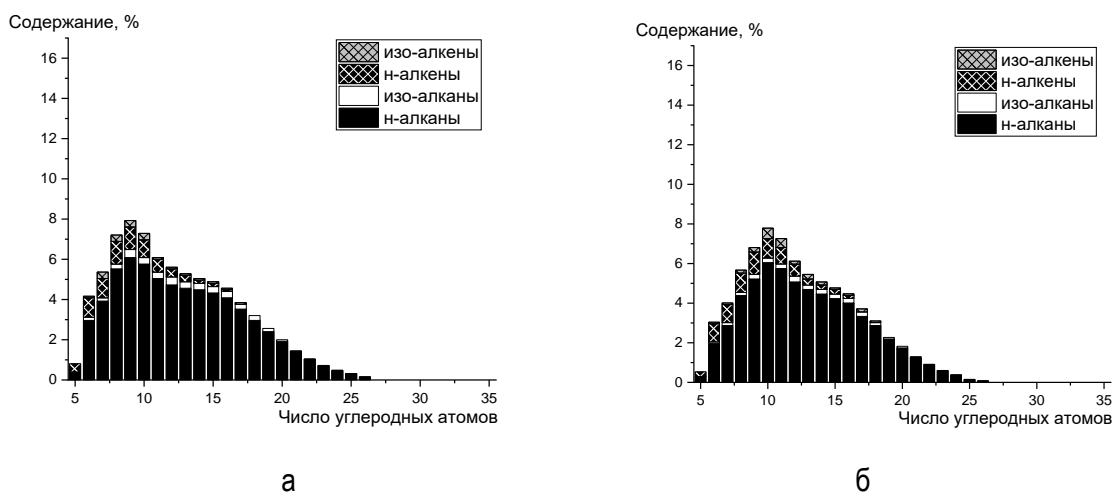 Содержание, %
16
14
12
10
8
6
4
2
0
5
10
15
20
25
30
35
Число углеродных атомов
изо-алкены
н-алкены
изо-алканы
н-алканы
а
Содержание, %
16
14
12
10
8
6
4
2
0
5
10
15
20
25
30
35
Число углеродных атомов
изо-алкены
н-алкены
изо-алканы
н-алканы
б